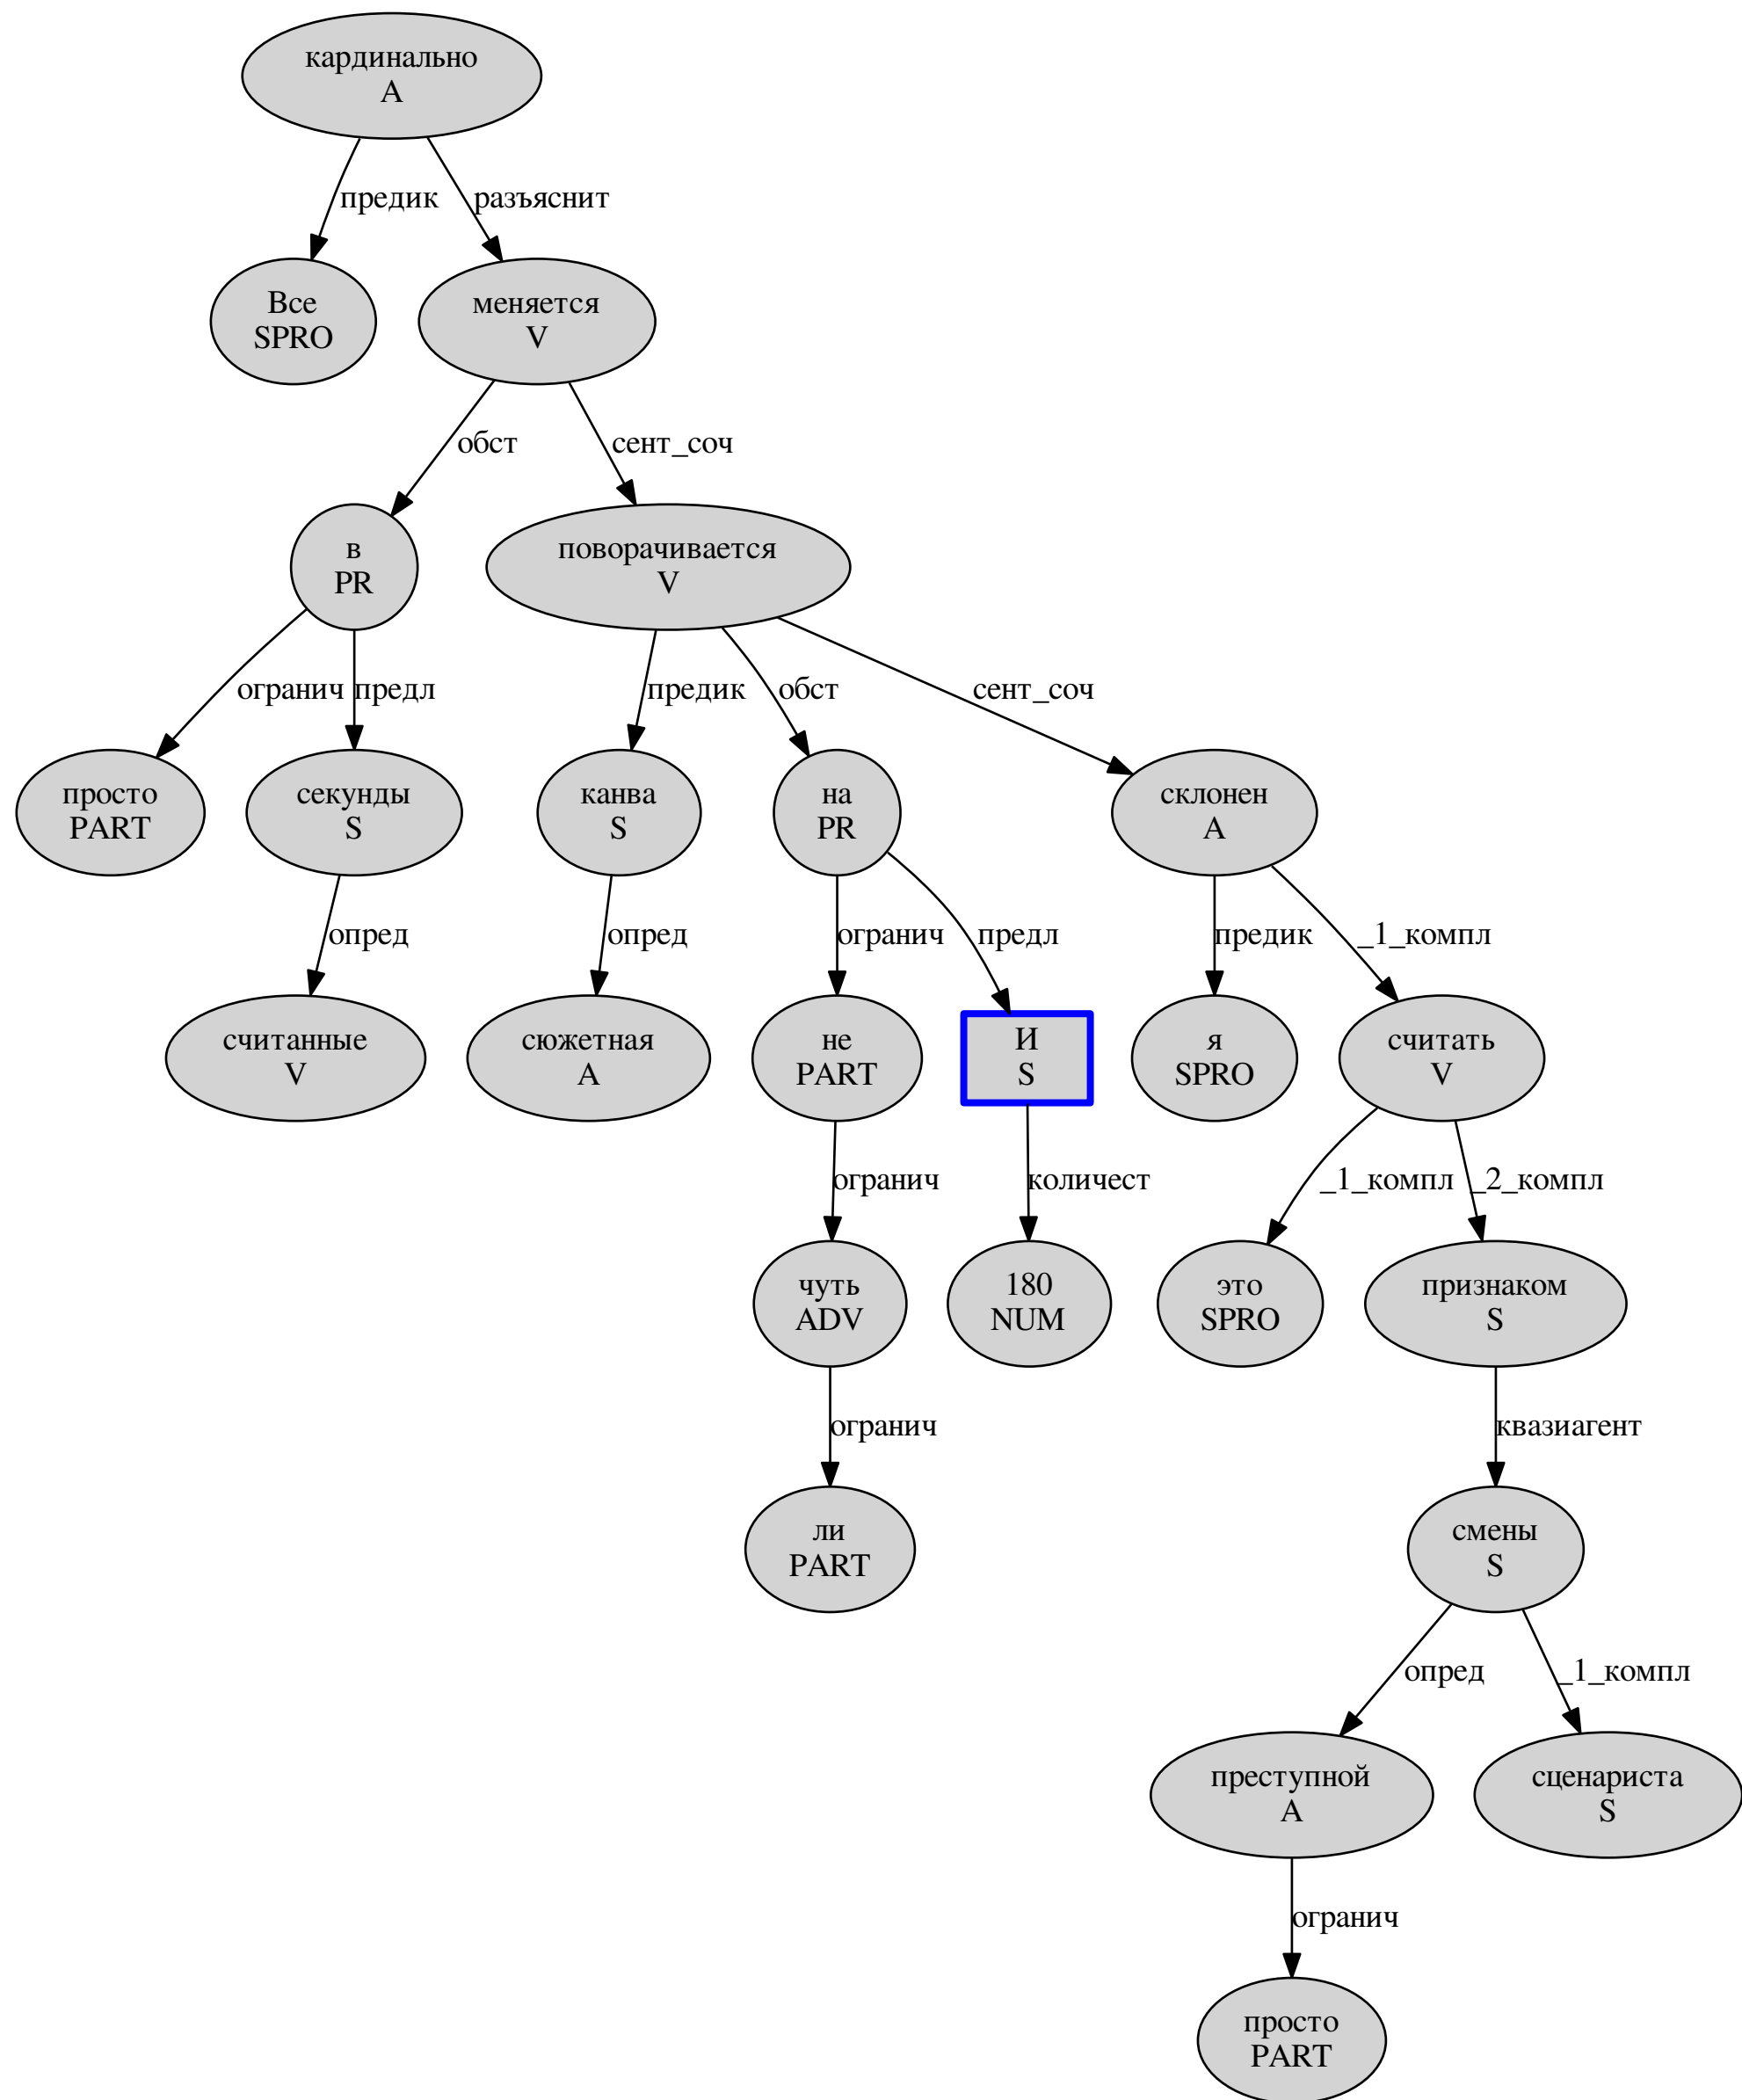 кардинально
A
предик
разъяснит
Все
SPRO
меняется
V
обст
сент_соч
в
PR
поворачивается
V
огранич
предл
предик
обст
сент_соч
просто
PART
секунды
S
канва
S
на
PR
склонен
A
опред
опред
огранич
предл
предик
_1_компл
считанные
V
сюжетная
A
не
PART
И
S
я
SPRO
считать
V
огранич
количест
_1_компл
_2_компл
чуть
ADV
180
NUM
это
SPRO
признаком
S
огранич
квазиагент
ли
PART
смены
S
опред
_1_компл
преступной
A
сценариста
S
огранич
просто
PART